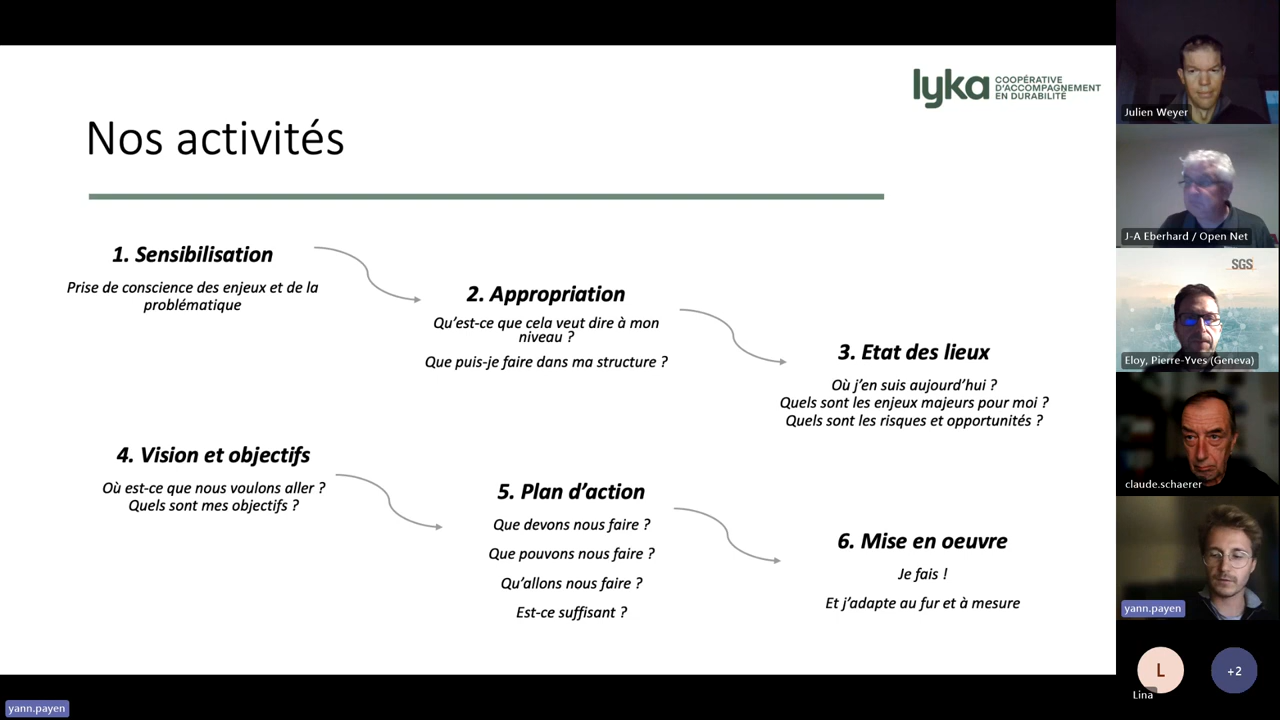 lyka COOPÉRATIVE
D'ACCOMPAGNEMENT
EN DURABILITÉ
Nos activités
1. Sensibilisation
Prise de conscience des enjeux et de la
problématique
2. Appropriation
Qu'est-ce que cela veut dire à mon
niveau ?
Que puis-je faire dans ma structure ?
3. Etat des lieux
Où j'en suis aujourd'hui ?
Quels sont les enjeux majeurs pour moi ?
Quels sont les risques et opportunités ?
4. Vision et objectifs
Où est-ce que nous voulons aller ?
Quels sont mes objectifs ?
5. Plan d'action
Que devons nous faire ?
Que pouvons nous faire ?
Qu'allons nous faire ?
Est-ce suffisant ?
6. Mise en oeuvre
Je fais !
Et j'adapte au fur et à mesure
Julien Weyer
J-A Eberhard / Open Net
SGS
Eloy, Pierre-Yves (Geneva)
claude.schaerer
yann.payen
L
Lina
+2
yann.payen